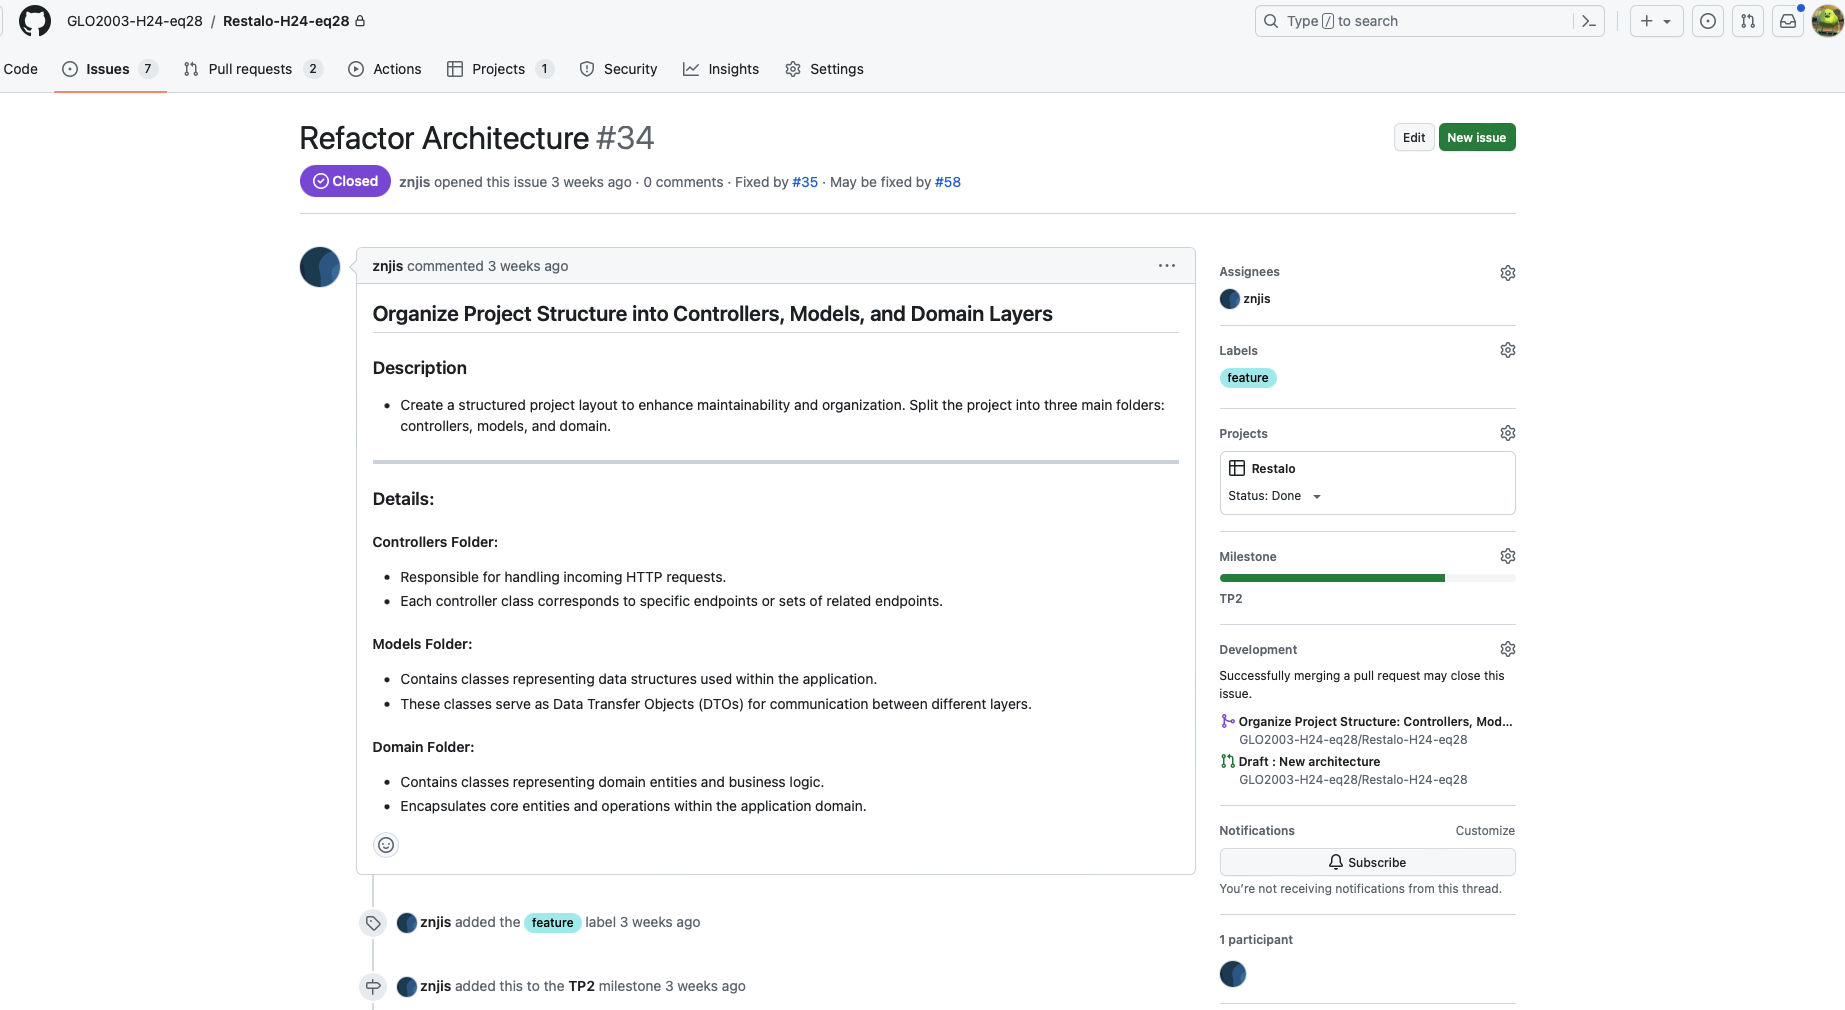 GLO2003-H24-eq28 / Restalo-H24-eq28
Type / to search
Code
Issues 7
Pull requests 2
Actions
Projects 1
Security
Insights
Settings
Refactor Architecture #34
Edit
New issue
Closed
znjis opened this issue 3 weeks ago · 0 comments · Fixed by #35 · May be fixed by #58
znjis commented 3 weeks ago
Organize Project Structure into Controllers, Models, and Domain Layers
Description
• Create a structured project layout to enhance maintainability and organization. Split the project into three main folders:
controllers, models, and domain.
Details:
Controllers Folder:
• Responsible for handling incoming HTTP requests.
• Each controller class corresponds to specific endpoints or sets of related endpoints.
Models Folder:
• Contains classes representing data structures used within the application.
• These classes serve as Data Transfer Objects (DTOs) for communication between different layers.
Domain Folder:
• Contains classes representing domain entities and business logic.
• Encapsulates core entities and operations within the application domain.
znjis added the feature label 3 weeks ago
znjis added this to the TP2 milestone 3 weeks ago
Assignees
znjis
Labels
feature
Projects
Restalo
Status: Done
Milestone
TP2
Development
Successfully merging a pull request may close this
issue.
Organize Project Structure: Controllers, Mod...
GLO2003-H24-eq28/Restalo-H24-eq28
Draft : New architecture
GLO2003-H24-eq28/Restalo-H24-eq28
Notifications
Customize
Subscribe
You're not receiving notifications from this thread.
1 participant